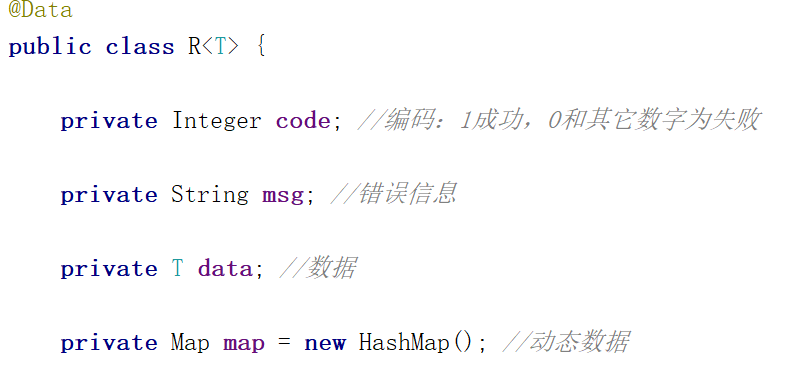 @Data
public class R<T> {
private Integer code; //编码：1成功，0和其它数字为失败
private String msg; //错误信息
private T data; //数据
private Map map = new HashMap(); //动态数据